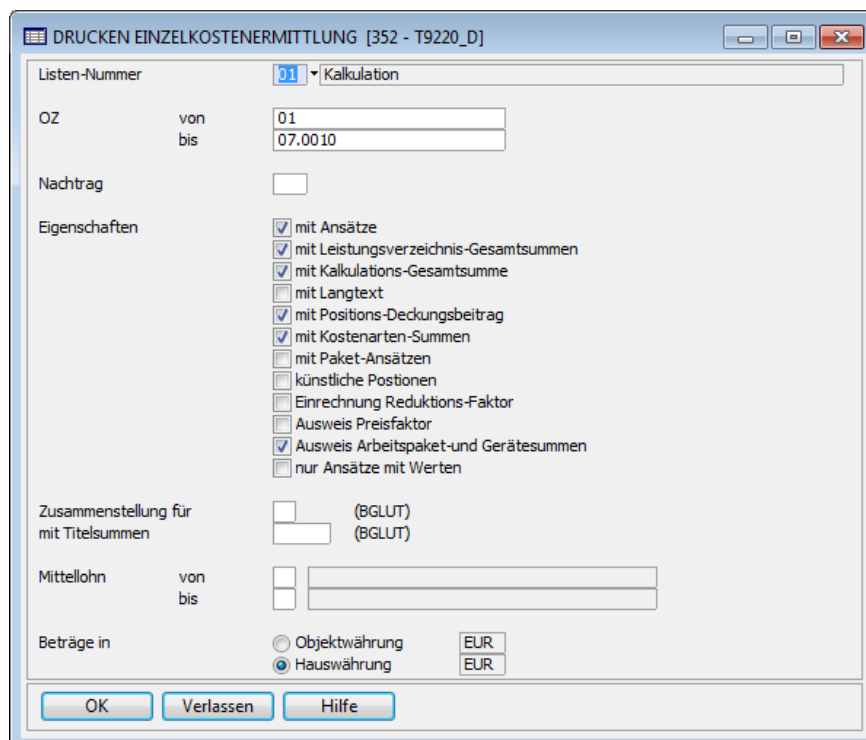 DRUCKEN EINZELKOSTENERMITTLUNG [352 - T9220_D]
Listen-Nummer 01 Kalkulation
OZ von 01
bis 07.0010
Nachtrag
Eigenschaften mit Ansätze
mit Leistungsverzeichnis-Gesamtsummen
mit Kalkulations-Gesamtsumme
mit Langtext
mit Positions-Deckungsbeitrag
mit Kostenarten-Summen
mit Paket-Ansätzen
künstliche Postionen
Einrechnung Reduktions-Faktor
Ausweis Preisfaktor
Ausweis Arbeitspaket-und Gerätesummen
nur Ansätze mit Werten
Zusammenstellung für (BGLUT)
mit Titelsummen (BGLUT)
Mittellohn von
bis
Beträge in Objektwährung EUR
Hauswährung EUR
OK Verlassen Hilfe